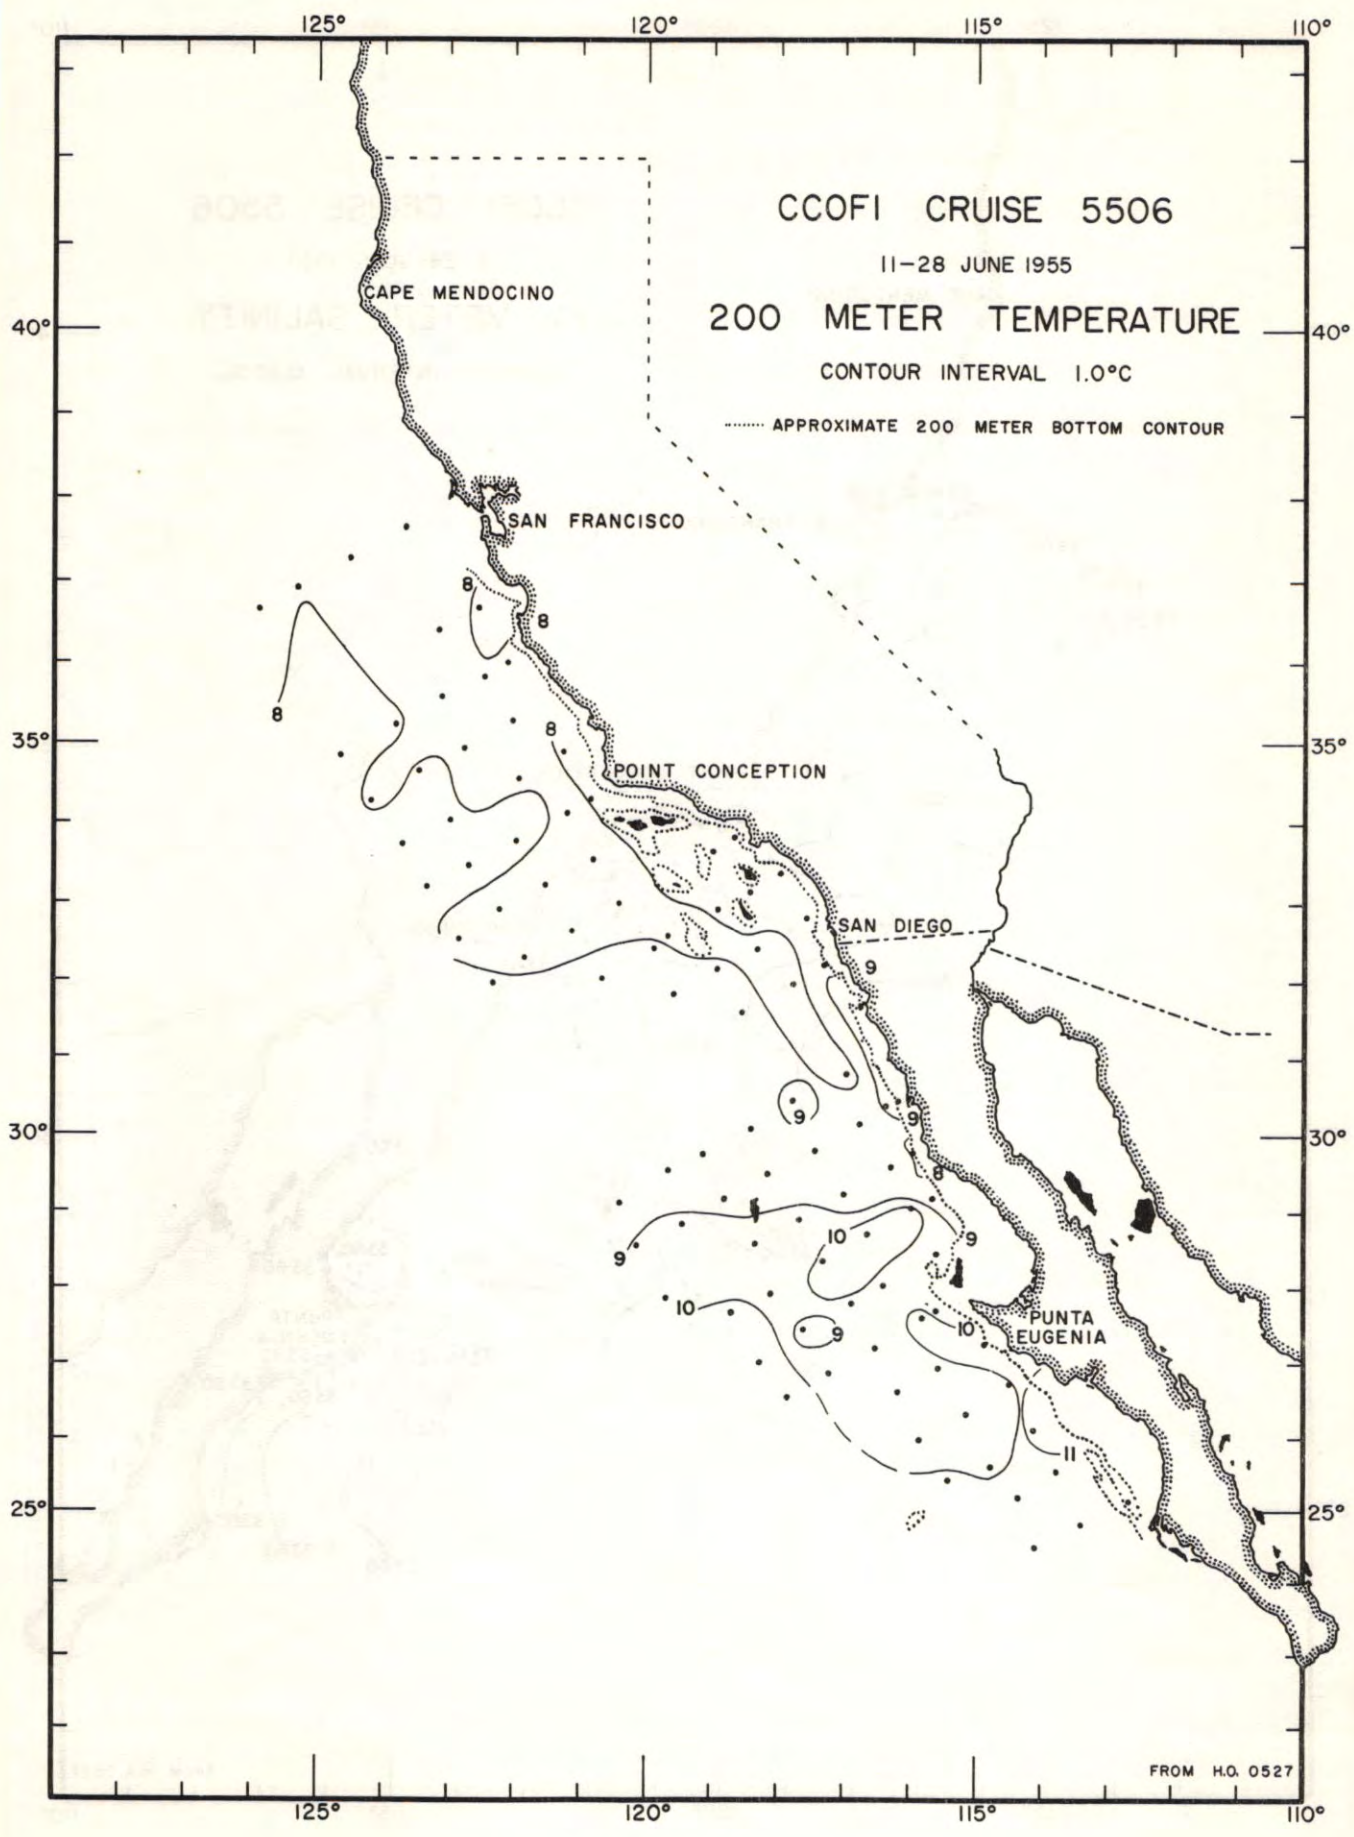 125° 120° 115° 110°
CCOFI CRUISE 5506
11-28 JUNE 1955
CAPE MENDOCINO
200 METER TEMPERATURE
40° 40°
CONTOUR INTERVAL 1.0°C
APPROXIMATE 200 METER BOTTOM CONTOUR
SAN FRANCISCO
8
8
8
8
35° 35°
POINT CONCEPTION
SAN DIEGO
9
9 9
30° 30°
8
10 9
9
10
9
10
PUNTA
EUGENIA
11
25° 25°
FROM H.O. 0527
125° 120° 115° 110°